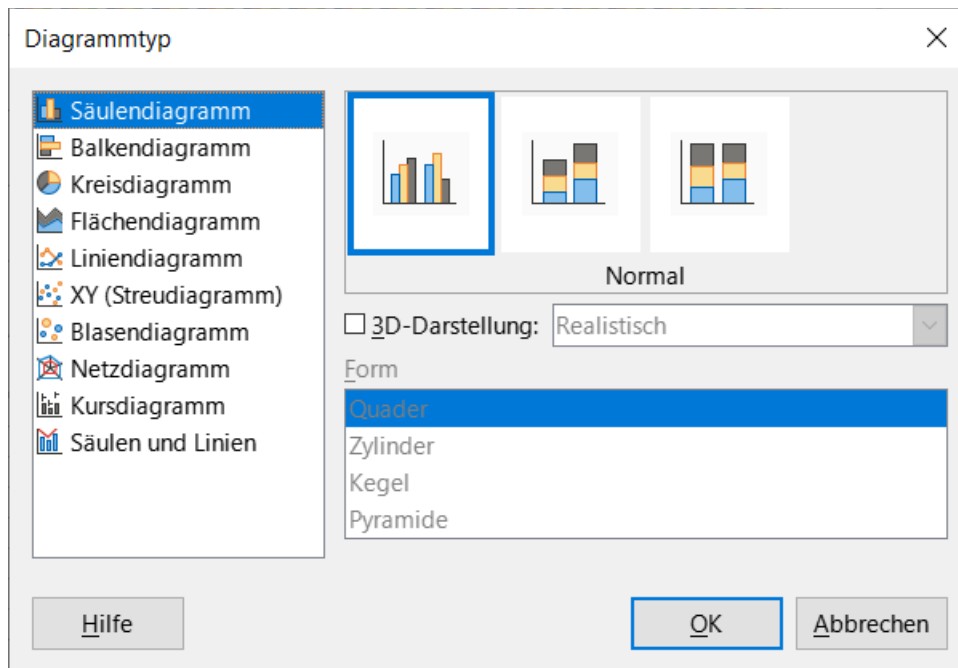 Diagrammtyp
Säulendiagramm
Balkendiagramm
Kreisdiagramm
Flächendiagramm
Liniendiagramm
XY (Streudiagramm)
Blasendiagramm
Netzdiagramm
Kursdiagramm
Säulen und Linien
Normal
3D-Darstellung: Realistisch
Form
Quader
Zylinder
Kegel
Pyramide
Hilfe OK Abbrechen